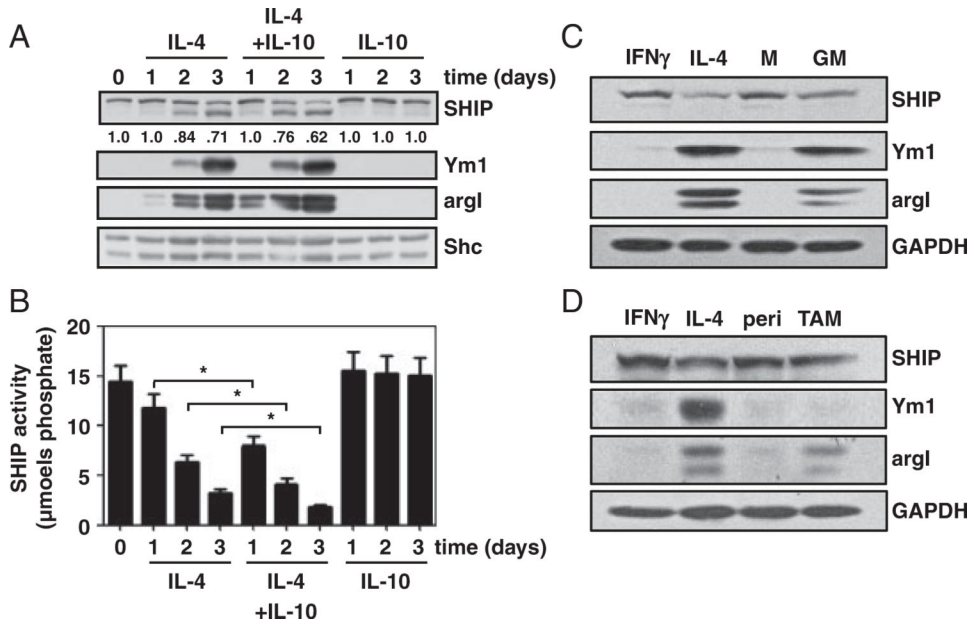 A
IL-4
IL-4
+IL-10
IL-10
0 1 2 3 1 2 3 1 2 3 time (days)
SHIP
1.0 1.0 .84 .71 1.0 .76 .62 1.0 1.0 1.0
Ym1
argI
Shc
B
SHIP activity
(μmoels phosphate)
20
15
10
5
0
* * *
0 1 2 3 1 2 3 1 2 3 time (days)
IL-4 IL-4 IL-10
+IL-10
C
IFNγ IL-4 M GM
SHIP
Ym1
argI
GAPDH
D
IFNγ IL-4 peri TAM
SHIP
Ym1
argI
GAPDH